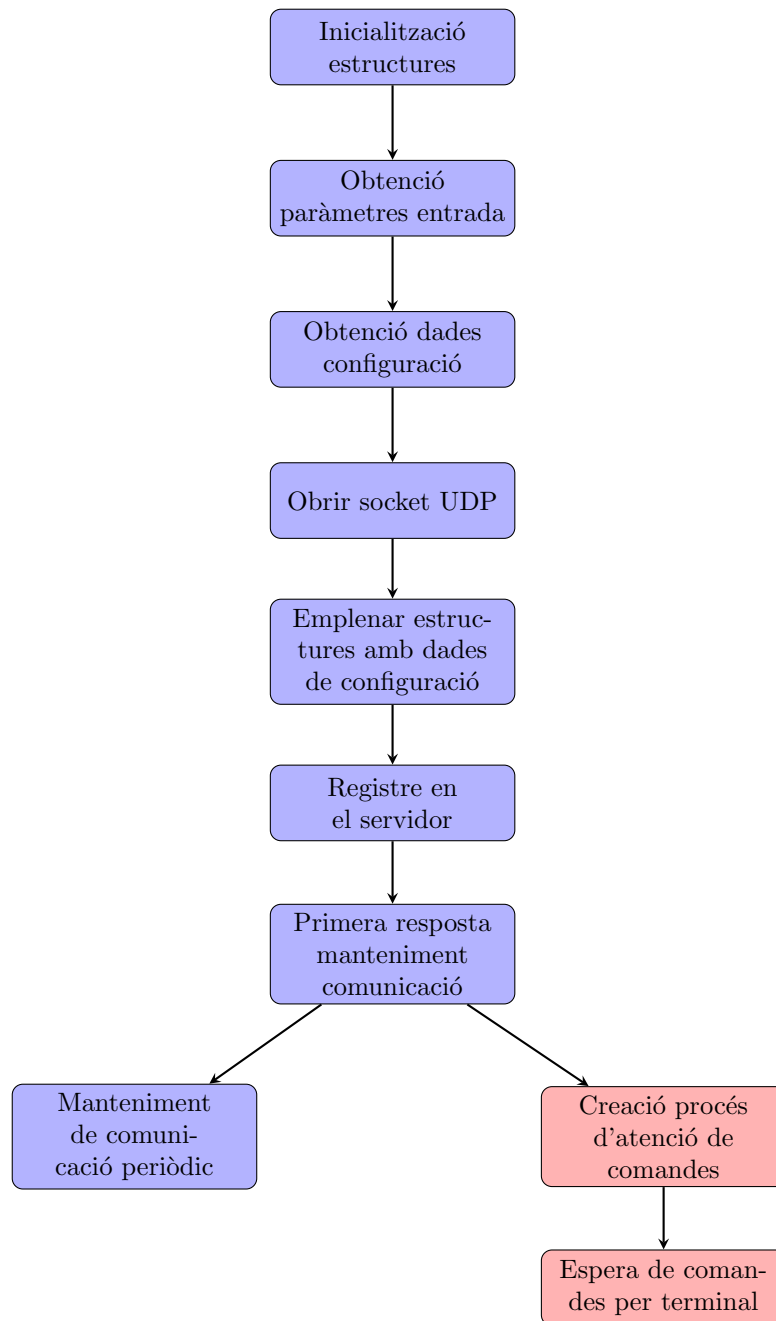 Inicialització
estructures
Obtenció
paràmetres entrada
Obtenció dades
configuració
Obrir socket UDP
Emplenar estruc-
tures amb dades
de configuració
Registre en
el servidor
Primera resposta
manteniment
comunicació
Manteniment
de comuni-
cació periòdic
Creació procés
d'atenció de
comandes
Espera de coman-
des per terminal